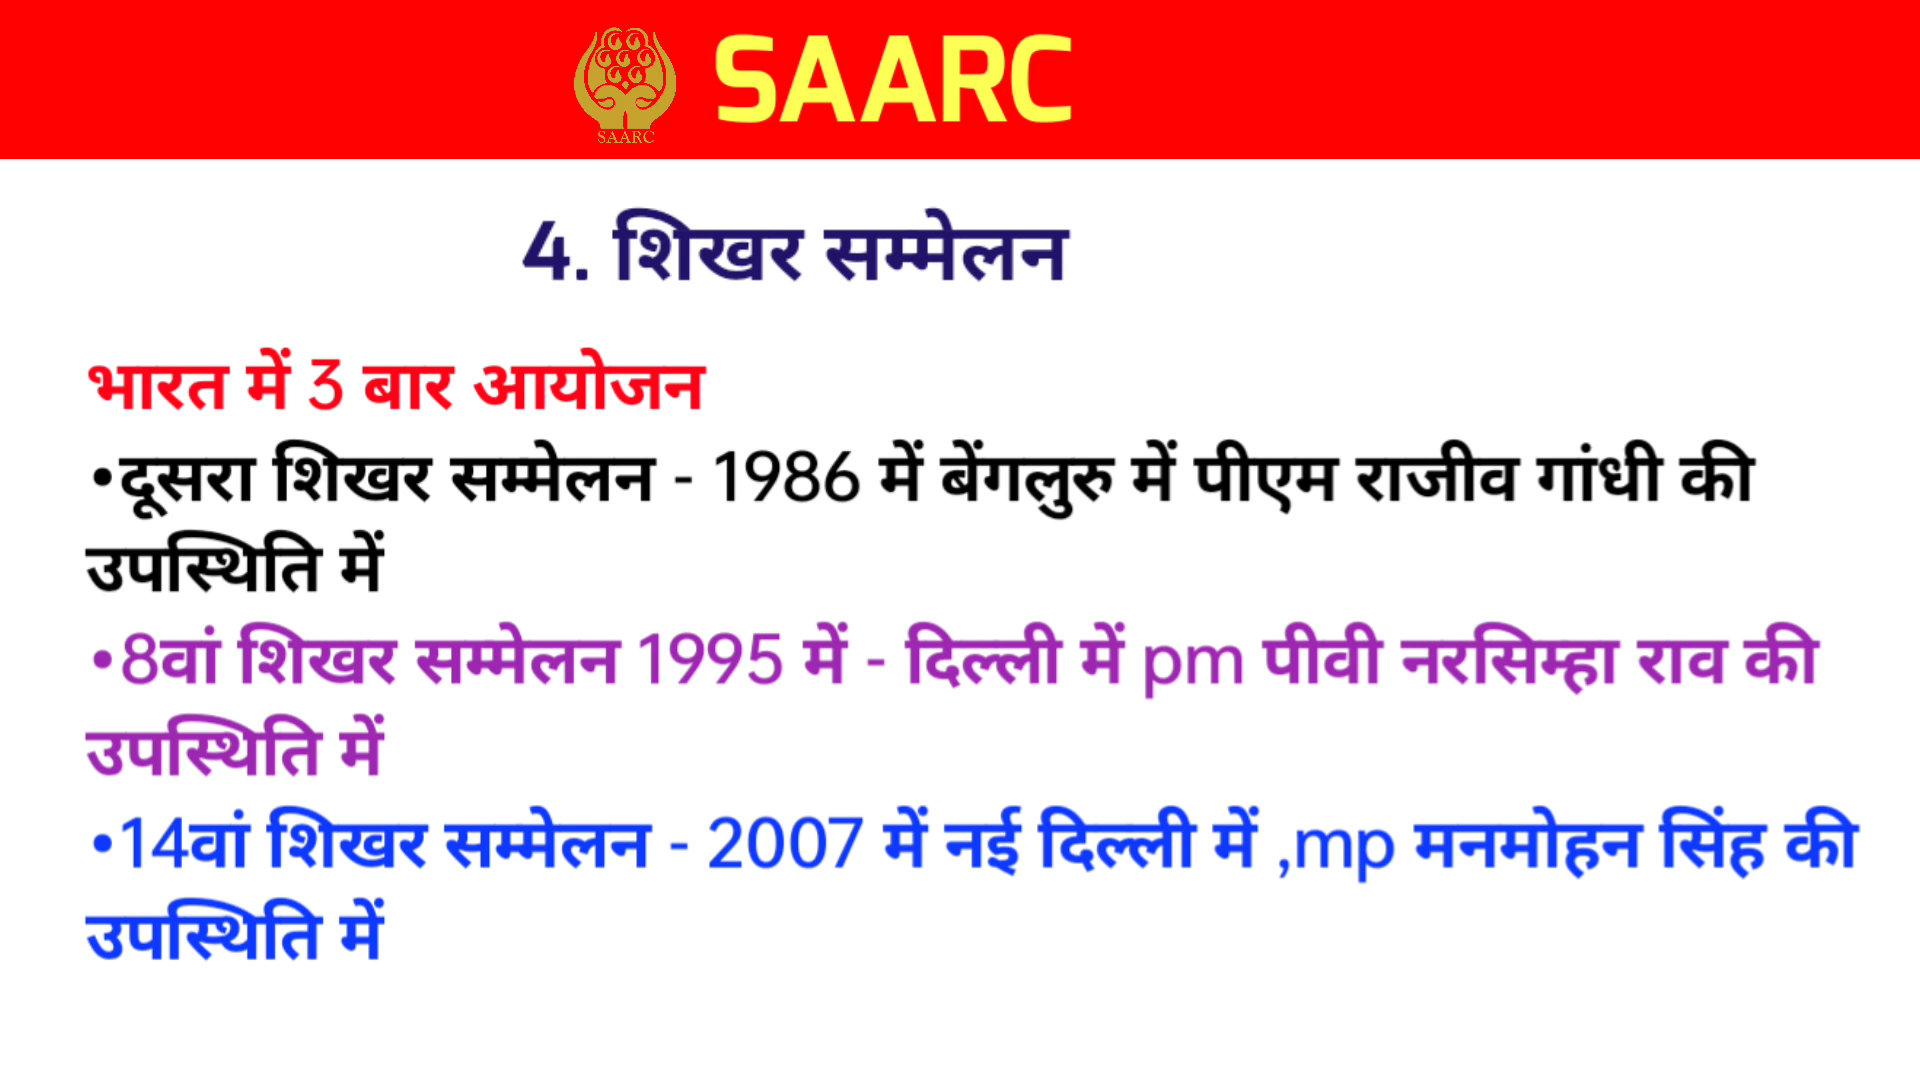 SAARC
SAARC
4. शिखर सम्मेलन
भारत में 3 बार आयोजन
•दूसरा शिखर सम्मेलन - 1986 में बेंगलुरु में पीएम राजीव गांधी की
उपस्थिति में
•8वां शिखर सम्मेलन 1995 में - दिल्ली में pm पीवी नरसिम्हा राव की
उपस्थिति में
•14वां शिखर सम्मेलन - 2007 में नई दिल्ली में ,mp मनमोहन सिंह की
उपस्थिति में